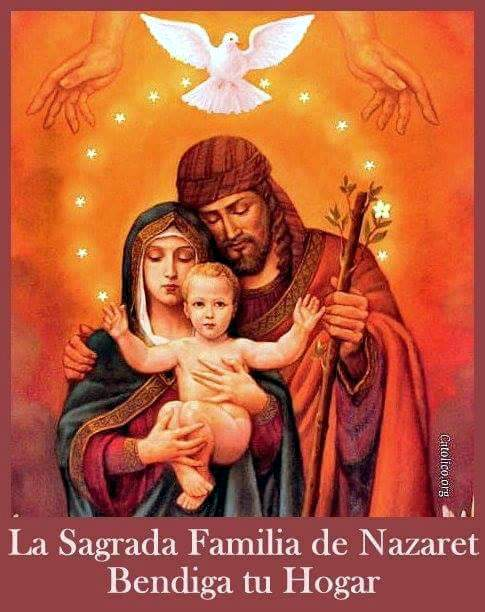 Catolico.org
La Sagrada Familia de Nazaret
Bendiga tu Hogar